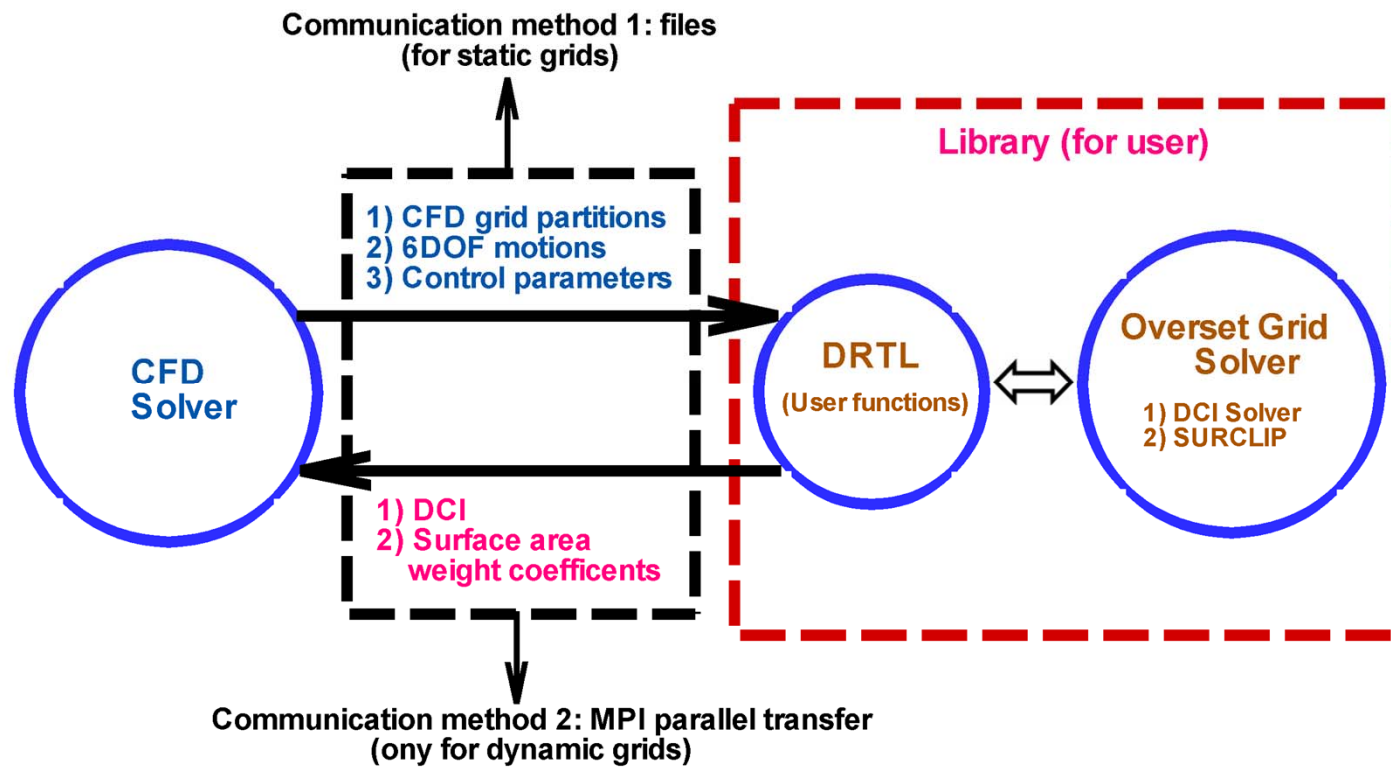 Communication method 1: files
(for static grids)
Library (for user)
1) CFD grid partitions
2) 6DOF motions
3) Control parameters
CFD
Solver
DRTL
(User functions)
Overset Grid
Solver
1) DCI Solver
2) SURCLIP
1) DCI
2) Surface area
weight coefficents
Communication method 2: MPI parallel transfer
(ony for dynamic grids)